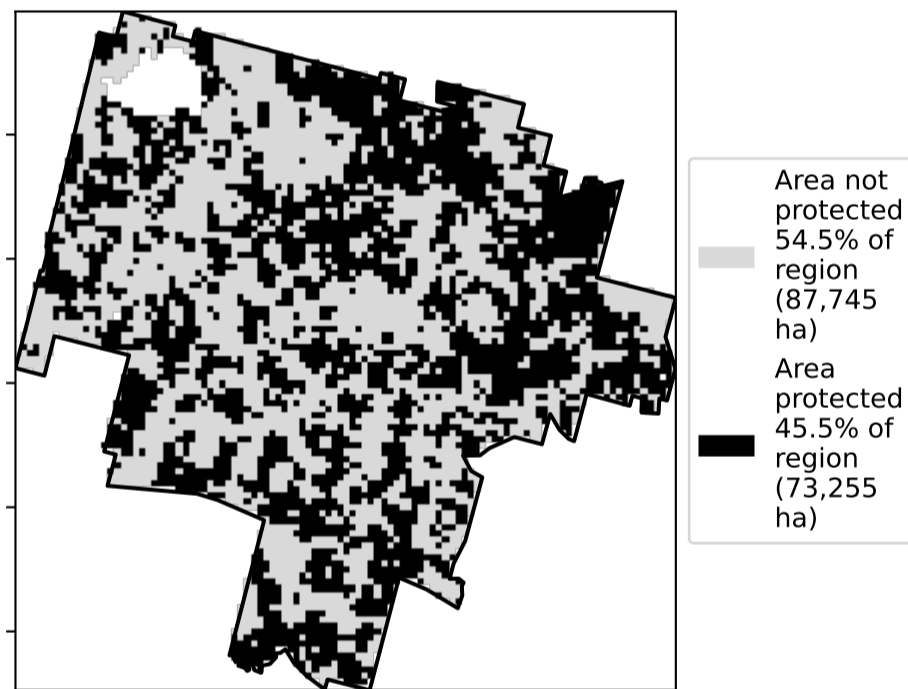 Area not
protected
54.5% of
region
(87,745
ha)
Area
protected
45.5% of
region
(73,255
ha)